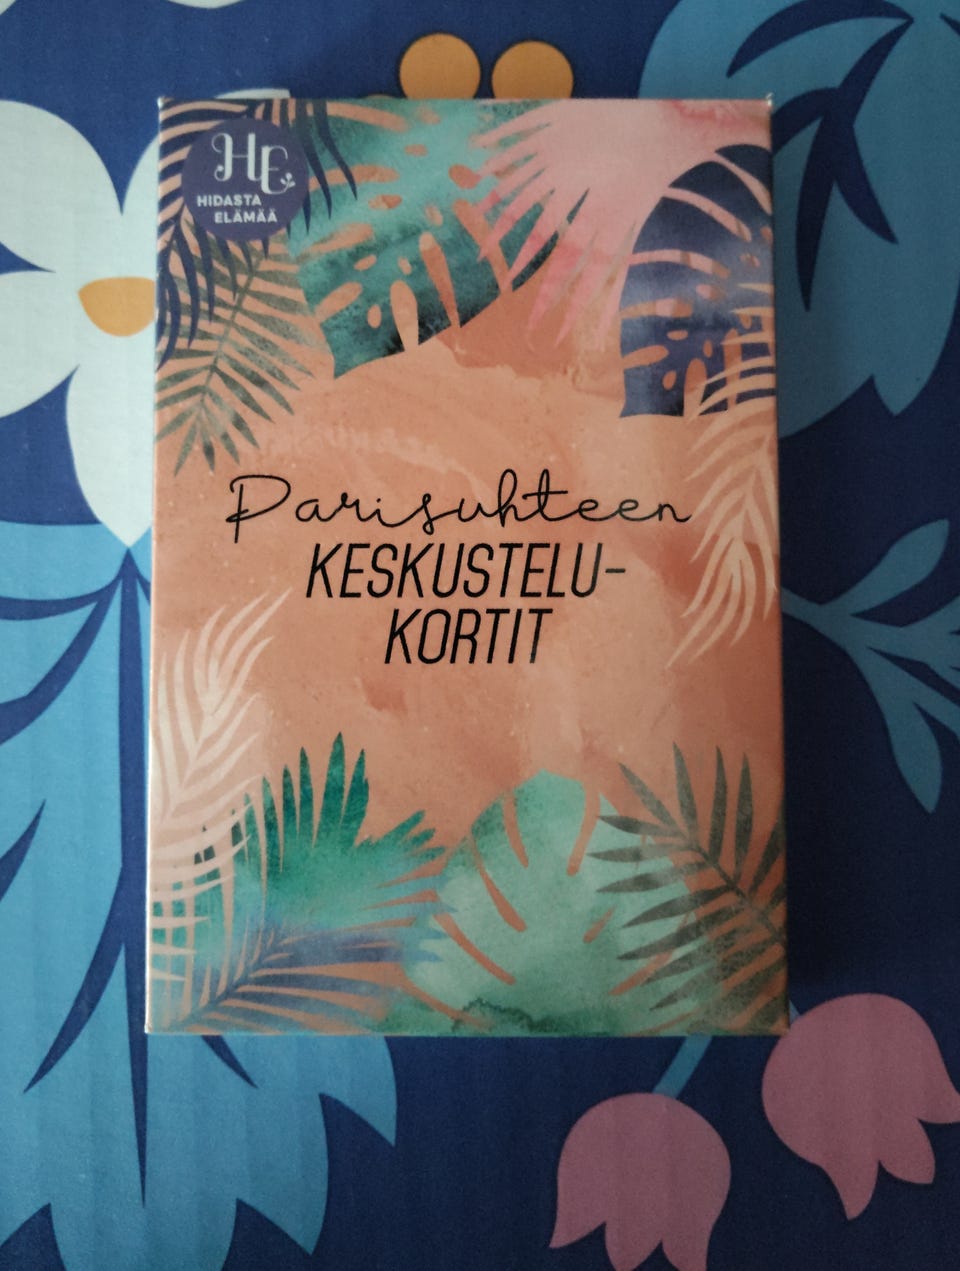 HE
HIDASTA
ELÄMÄÄ
Parisuhteen
KESKUSTELU-
KORTIT